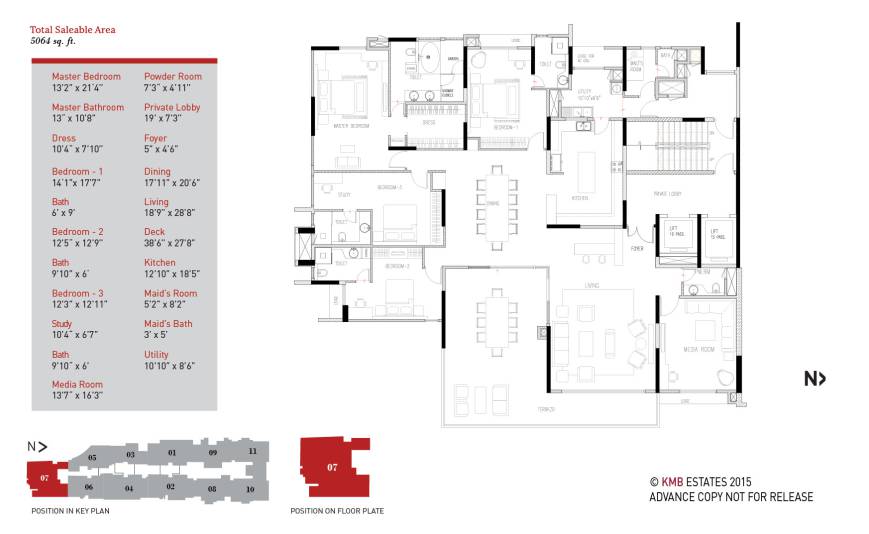 Total Saleable Area
5064 sq. ft.
Master Bedroom
13'2" x 21'4"
Master Bathroom
13" x 10'8"
Dress
10'4" x 7'10"
Bedroom - 1
14'1"x 17'7"
Bath
6' x 9'
Bedroom - 2
12'5" x 12'9"
Bath
9'10" x 6'
Bedroom - 3
12'3" x 12'11"
Study
10'4" x 6'7"
Bath
9'10" x 6'
Media Room
13'7" x 16'3"
Powder Room
7'3" x 4'11"
Private Lobby
19' x 7'3"
Foyer
5" x 4'6"
Dining
17'11" x 20'6"
Living
18'9" x 28'8"
Deck
38'6" x 27'8"
Kitchen
12'10" x 18'5"
Maid's Room
5'2" x 8'2"
Maid's Bath
3' x 5'
Utility
10'10" x 8'6"
LEDGE
TOILET
TOILET
BATH
MASTER BEDROOM
DRESS
BEDROOM-1
UTILITY
UP
STUDY
BEDROOM-3
DINING
KITCHEN
PRIVATE LOBBY
TOILET
LIFT
LIFT
FOYER
TOILET
BEDROOM-2
LIVING
MEDIA ROOM
TERRACE
LEDGE
N>
N>
05
03
01
09
11
07
06
04
02
08
10
POSITION IN KEY PLAN
07
POSITION ON FLOOR PLATE
© KMB ESTATES 2015
ADVANCE COPY NOT FOR RELEASE